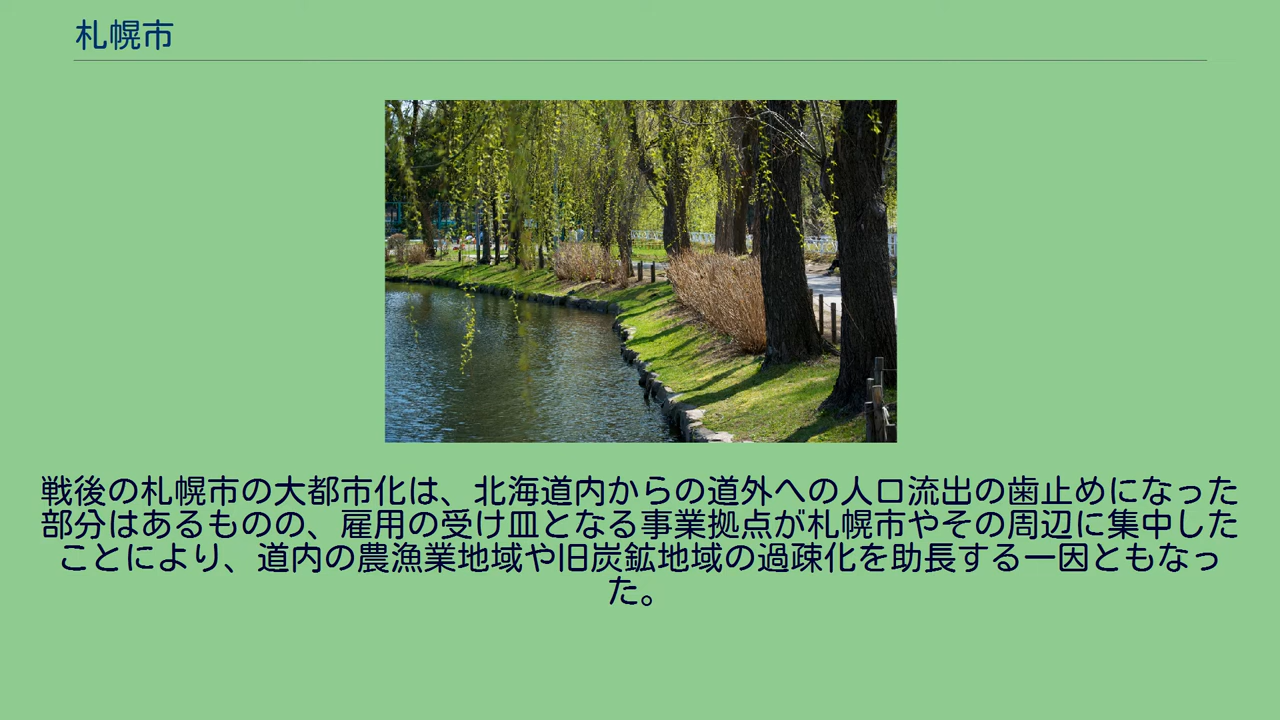 札幌市
戦後の札幌市の大都市化は、北海道内からの道外への人口流出の歯止めになった
部分はあるものの、雇用の受け皿となる事業拠点が札幌市やその周辺に集中した
ことにより、道内の農漁業地域や旧炭鉱地域の過疎化を助長する一因ともなっ
た。